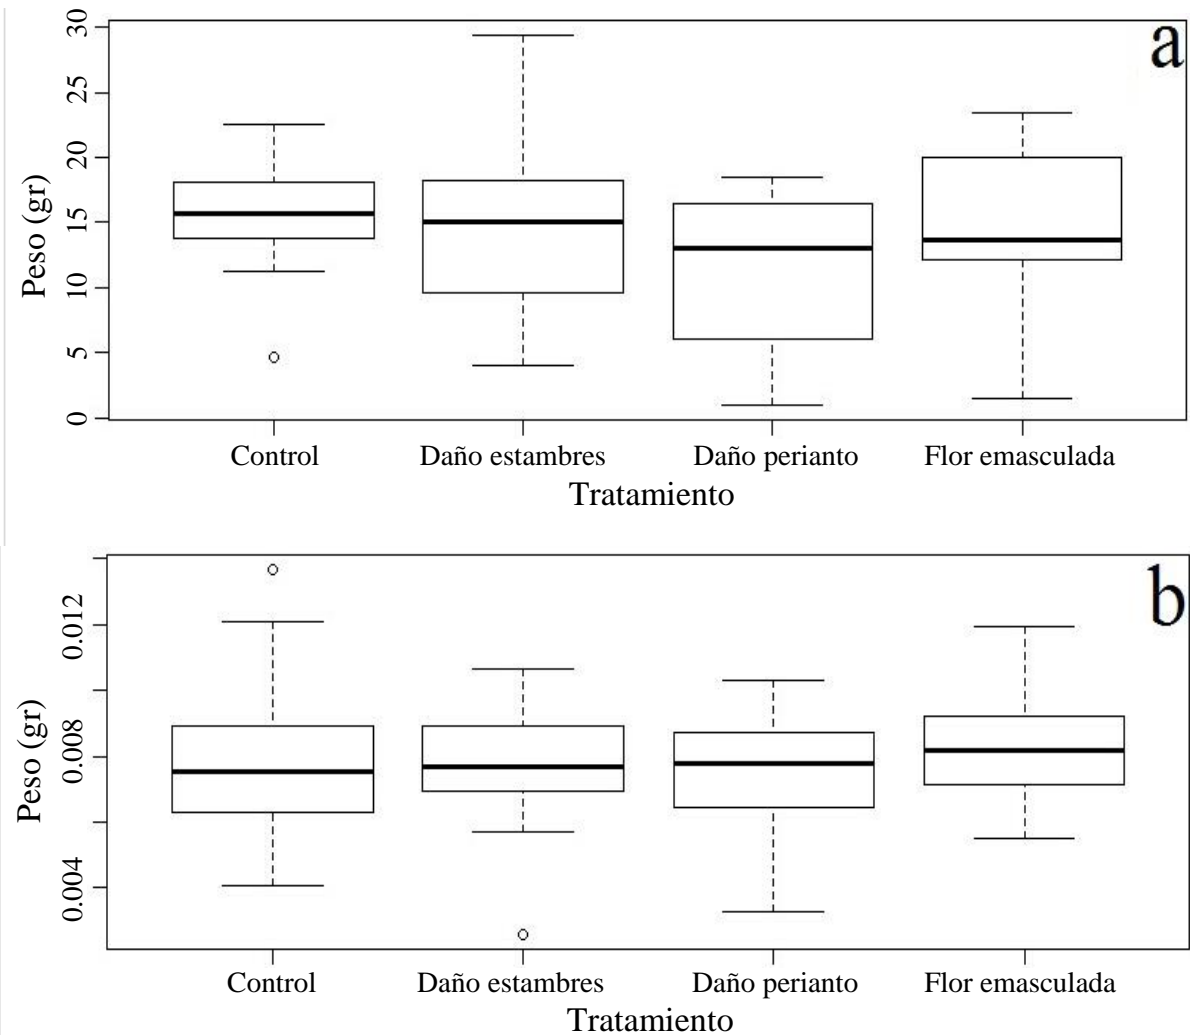 a
30
25
20
15
10
5
0
Peso (gr)
Control Daño estambres Daño perianto Flor emasculada
Tratamiento
b
0.012
0.008
0.004
Peso (gr)
Control Daño estambres Daño perianto Flor emasculada
Tratamiento